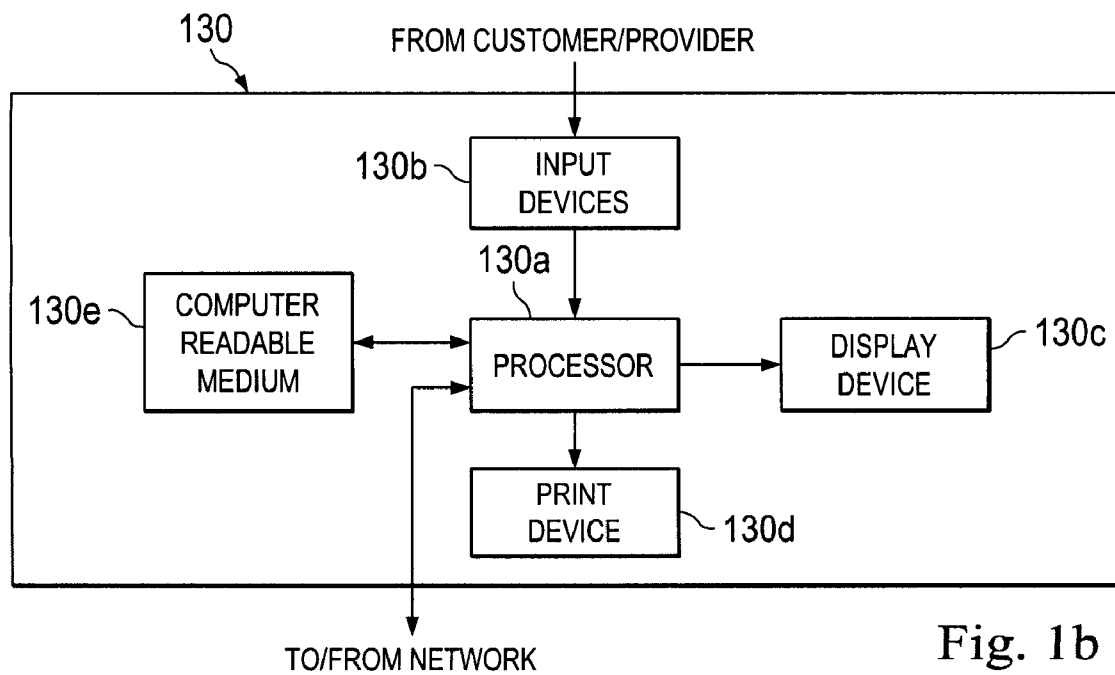 130
FROM CUSTOMER/PROVIDER
130b
INPUT
DEVICES
130a
130e
COMPUTER
READABLE
MEDIUM
PROCESSOR
DISPLAY
DEVICE
130c
PRINT
DEVICE
130d
TO/FROM NETWORK
Fig. 1b